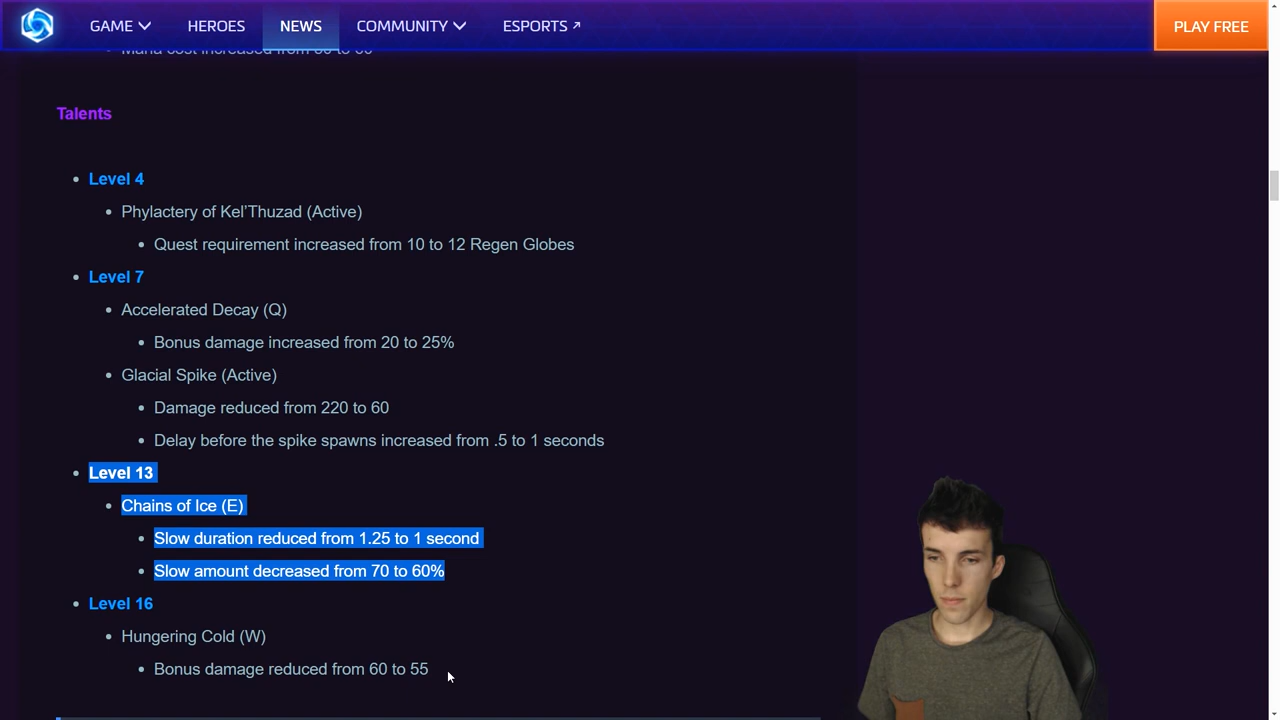 GAME
HEROES
NEWS
COMMUNITY
ESPORTS
PLAY FREE
Mana cost increased from
Talents
Level 4
Phylactery of Kel'Thuzad (Active)
Quest requirement increased from 10 to 12 Regen Globes
Level 7
Accelerated Decay (Q)
Bonus damage increased from 20 to 25%
Glacial Spike (Active)
Damage reduced from 220 to 60
Delay before the spike spawns increased from .5 to 1 seconds
Level 13
Chains of Ice (E)
Slow duration reduced from 1.25 to 1 second
Slow amount decreased from 70 to 60%
Level 16
Hungering Cold (W)
Bonus damage reduced from 60 to 55